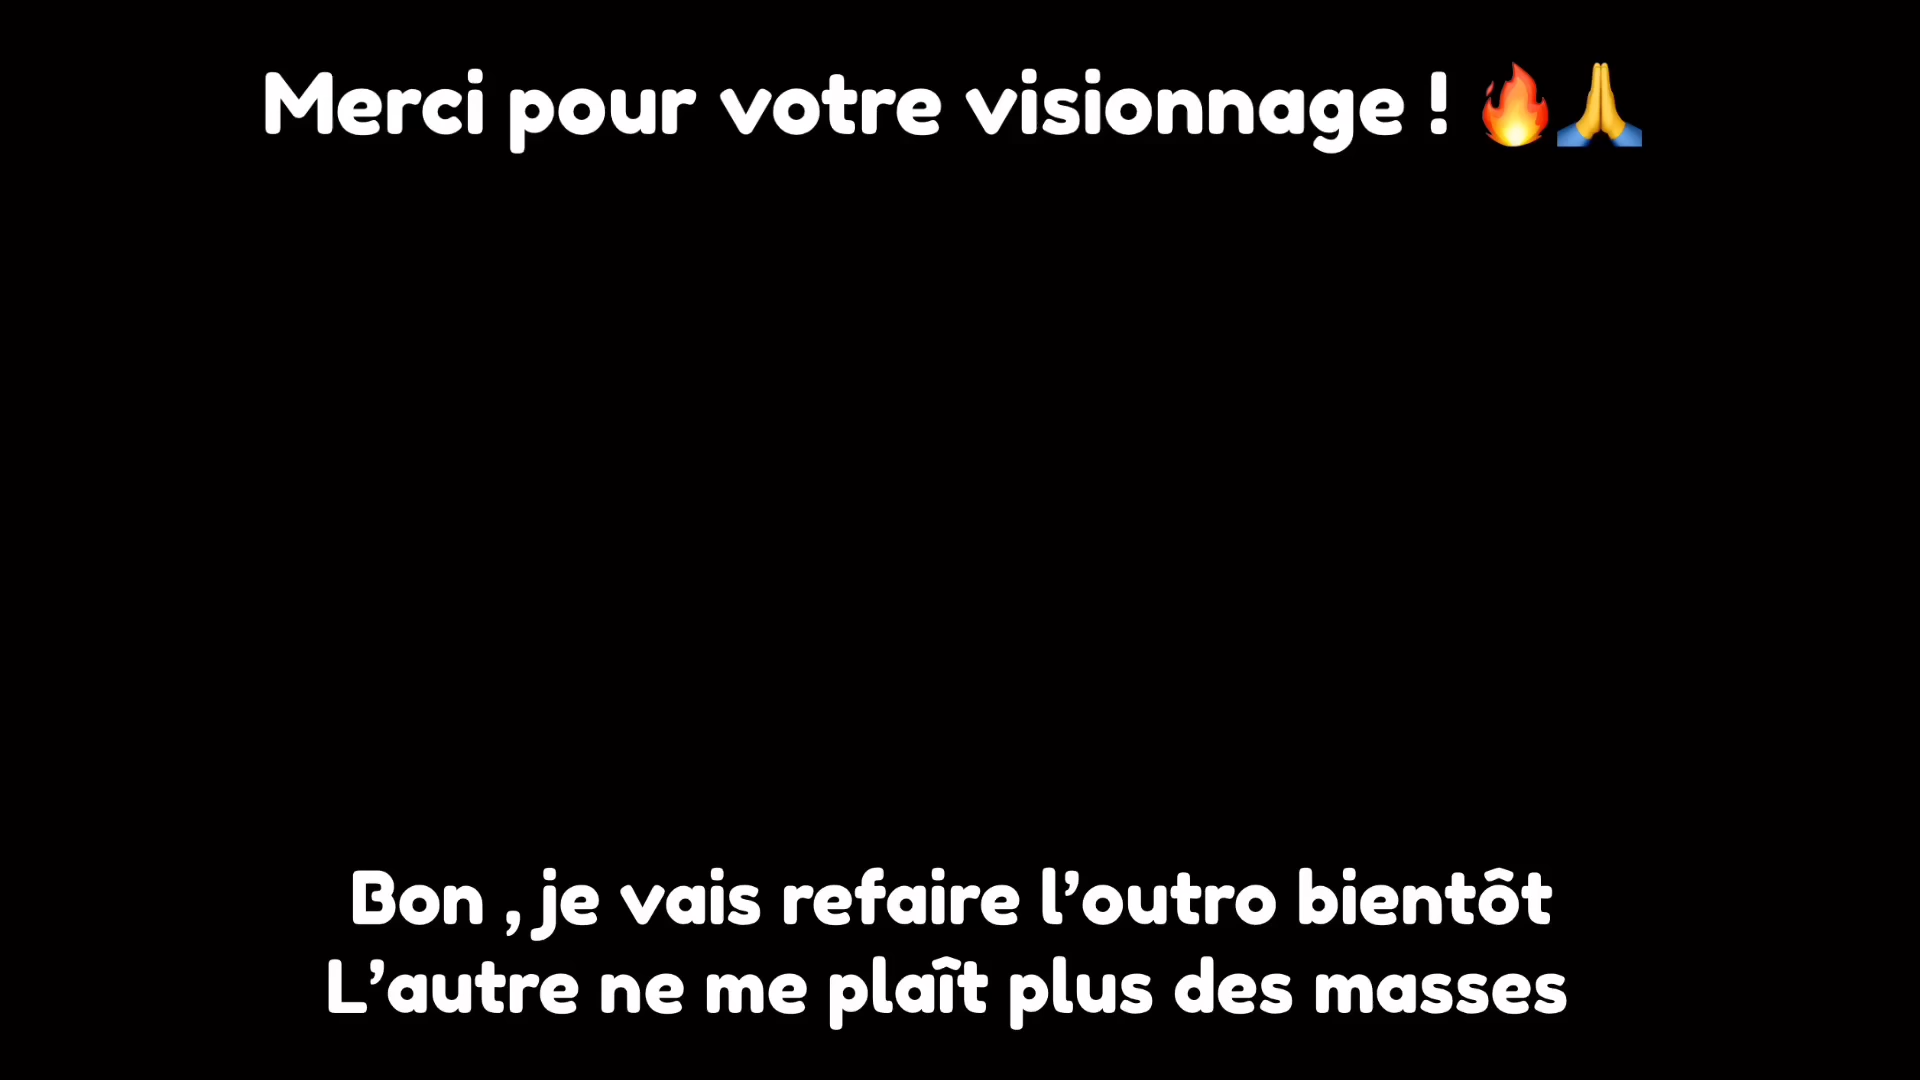 Merci pour votre visionnage ! 🔥🙏
Bon , je vais refaire l’outro bientôt
L’autre ne me plaît plus des masses